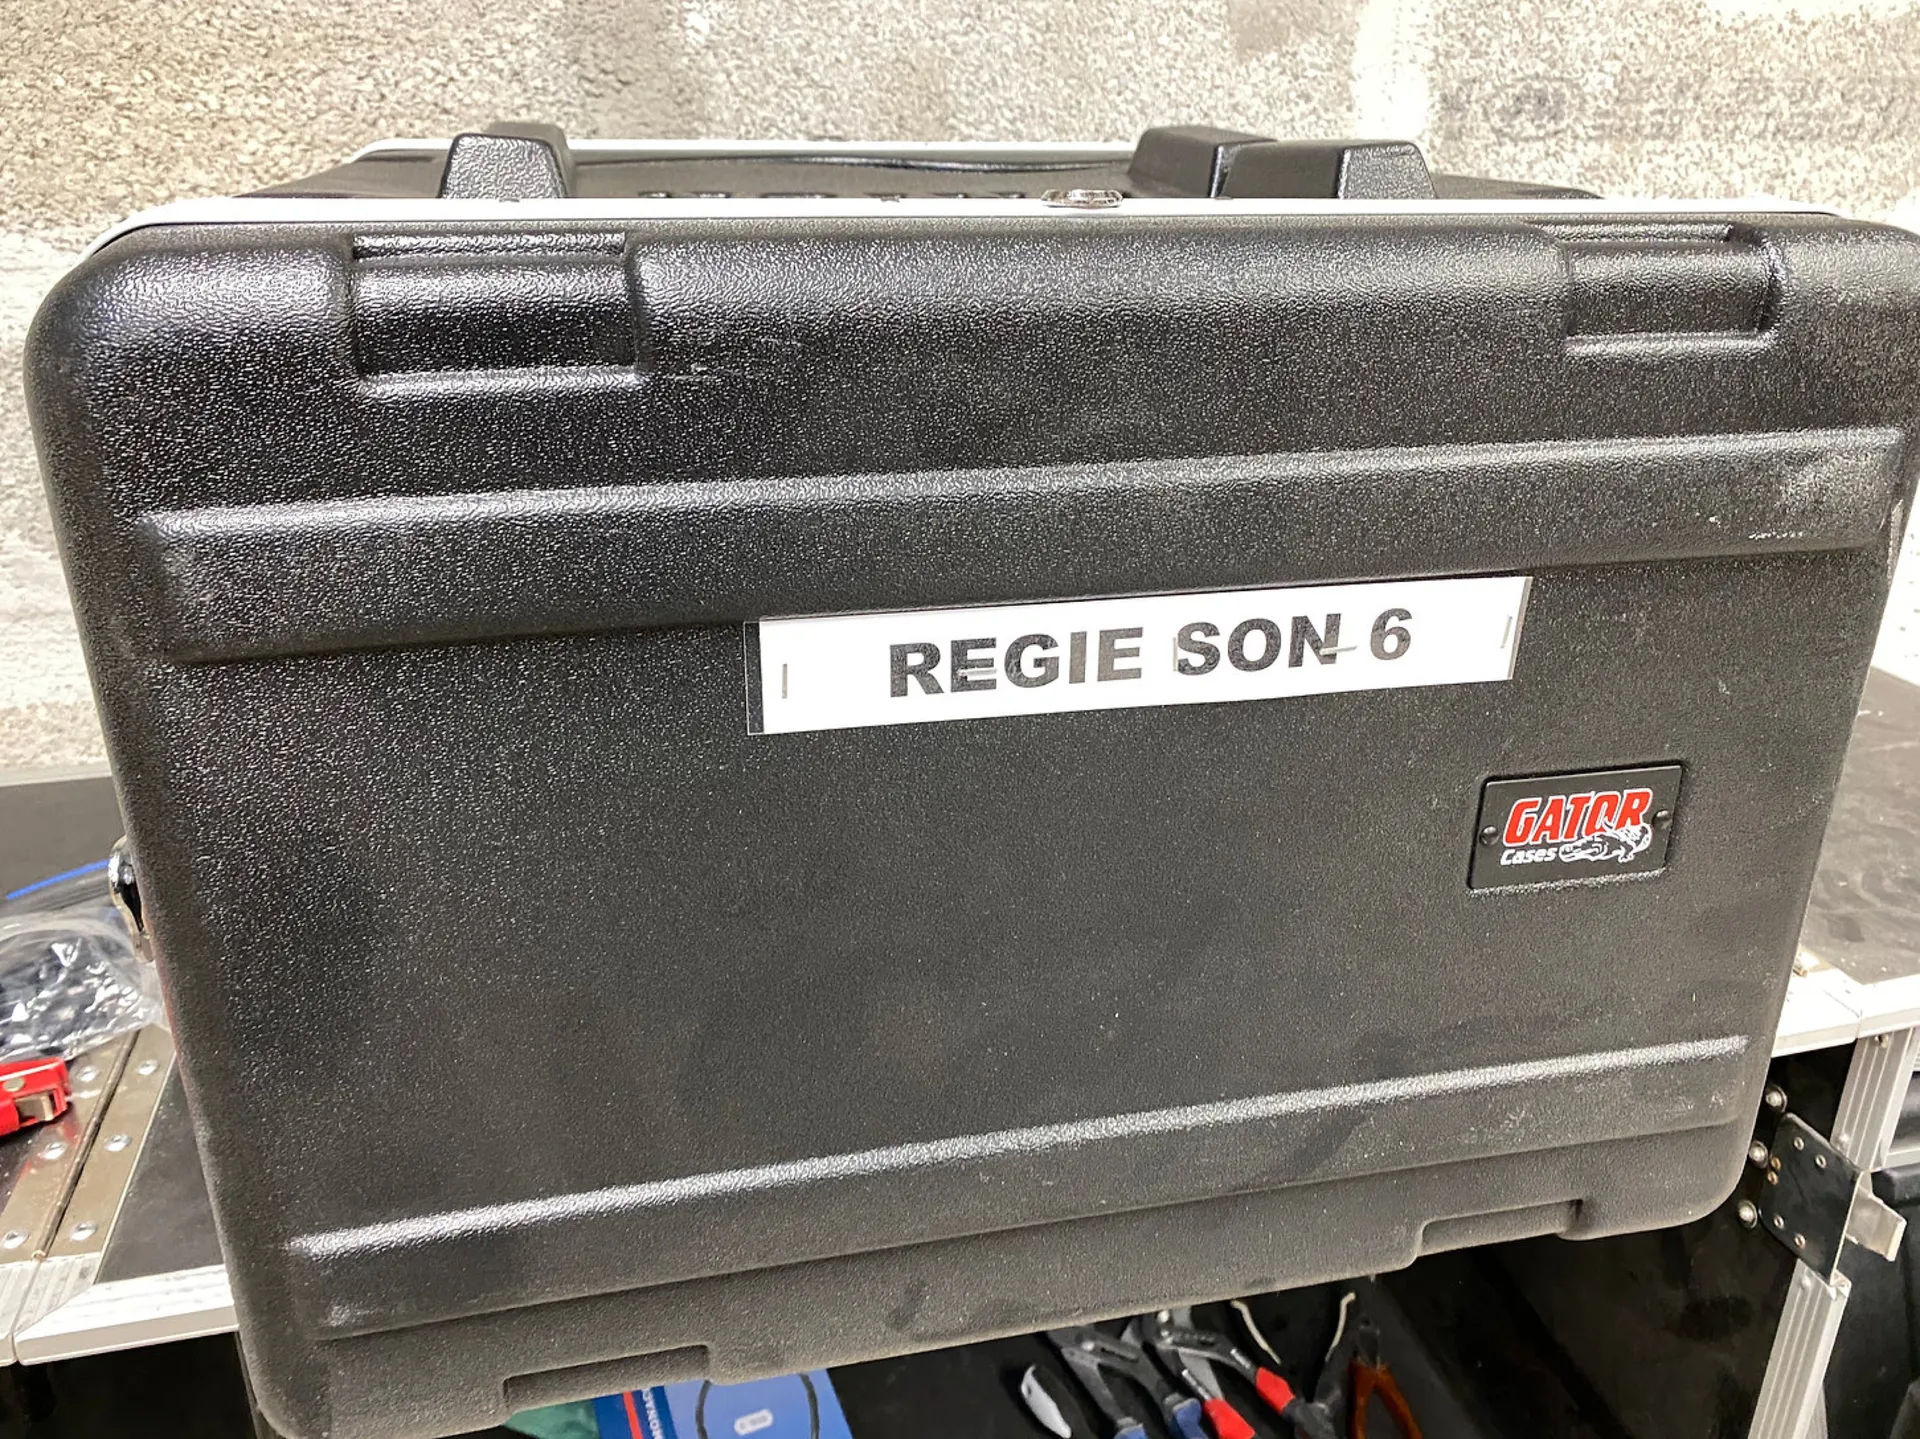 REGIE SON 6
GATOR
Cases